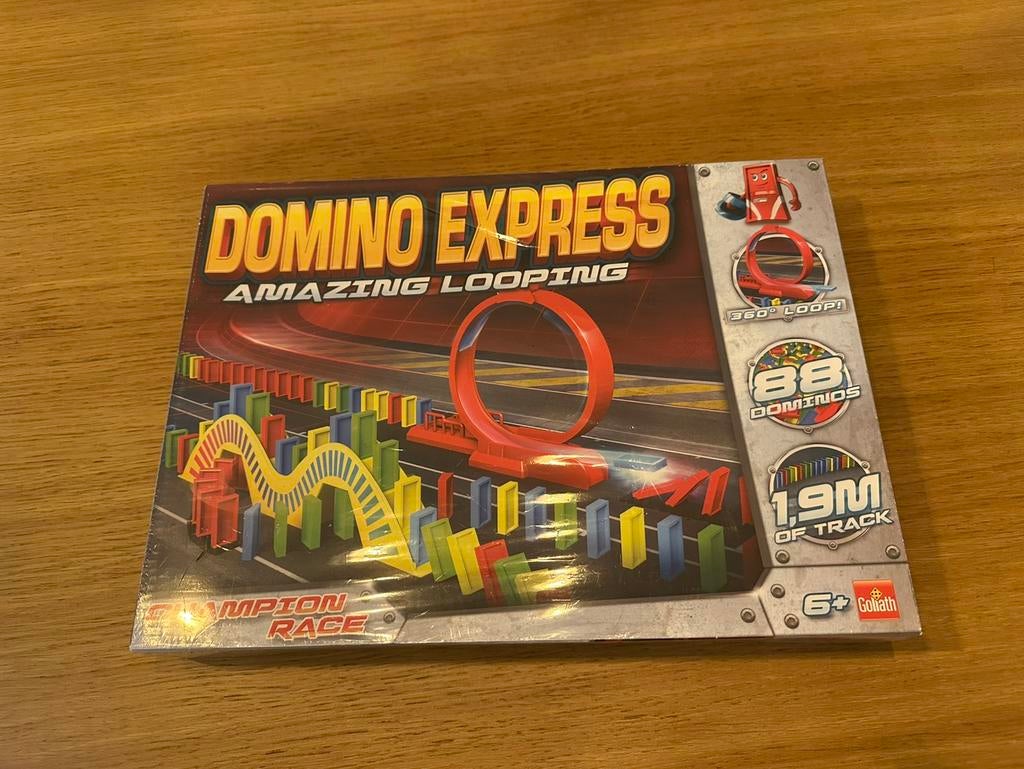 DOMINO EXPRESS
AMAZING LOOPING
360° LOOP!
88
DOMINOS
1,9M
OF TRACK
CHAMPION
RACE
6+
Goliath